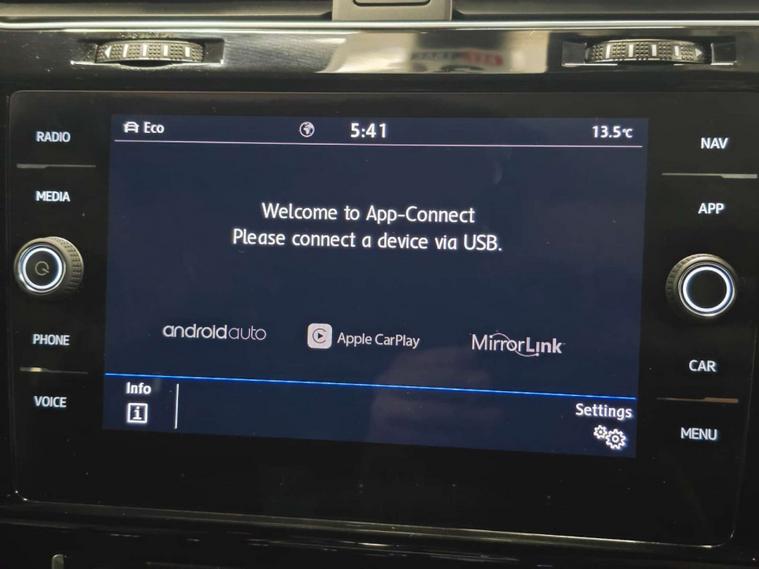 RADIO
MEDIA
PHONE
VOICE
Eco
5:41
13.5°c
Welcome to App-Connect
Please connect a device via USB.
androidauto
Apple CarPlay
MirrorLink
Info
i
Settings
NAV
APP
CAR
MENU